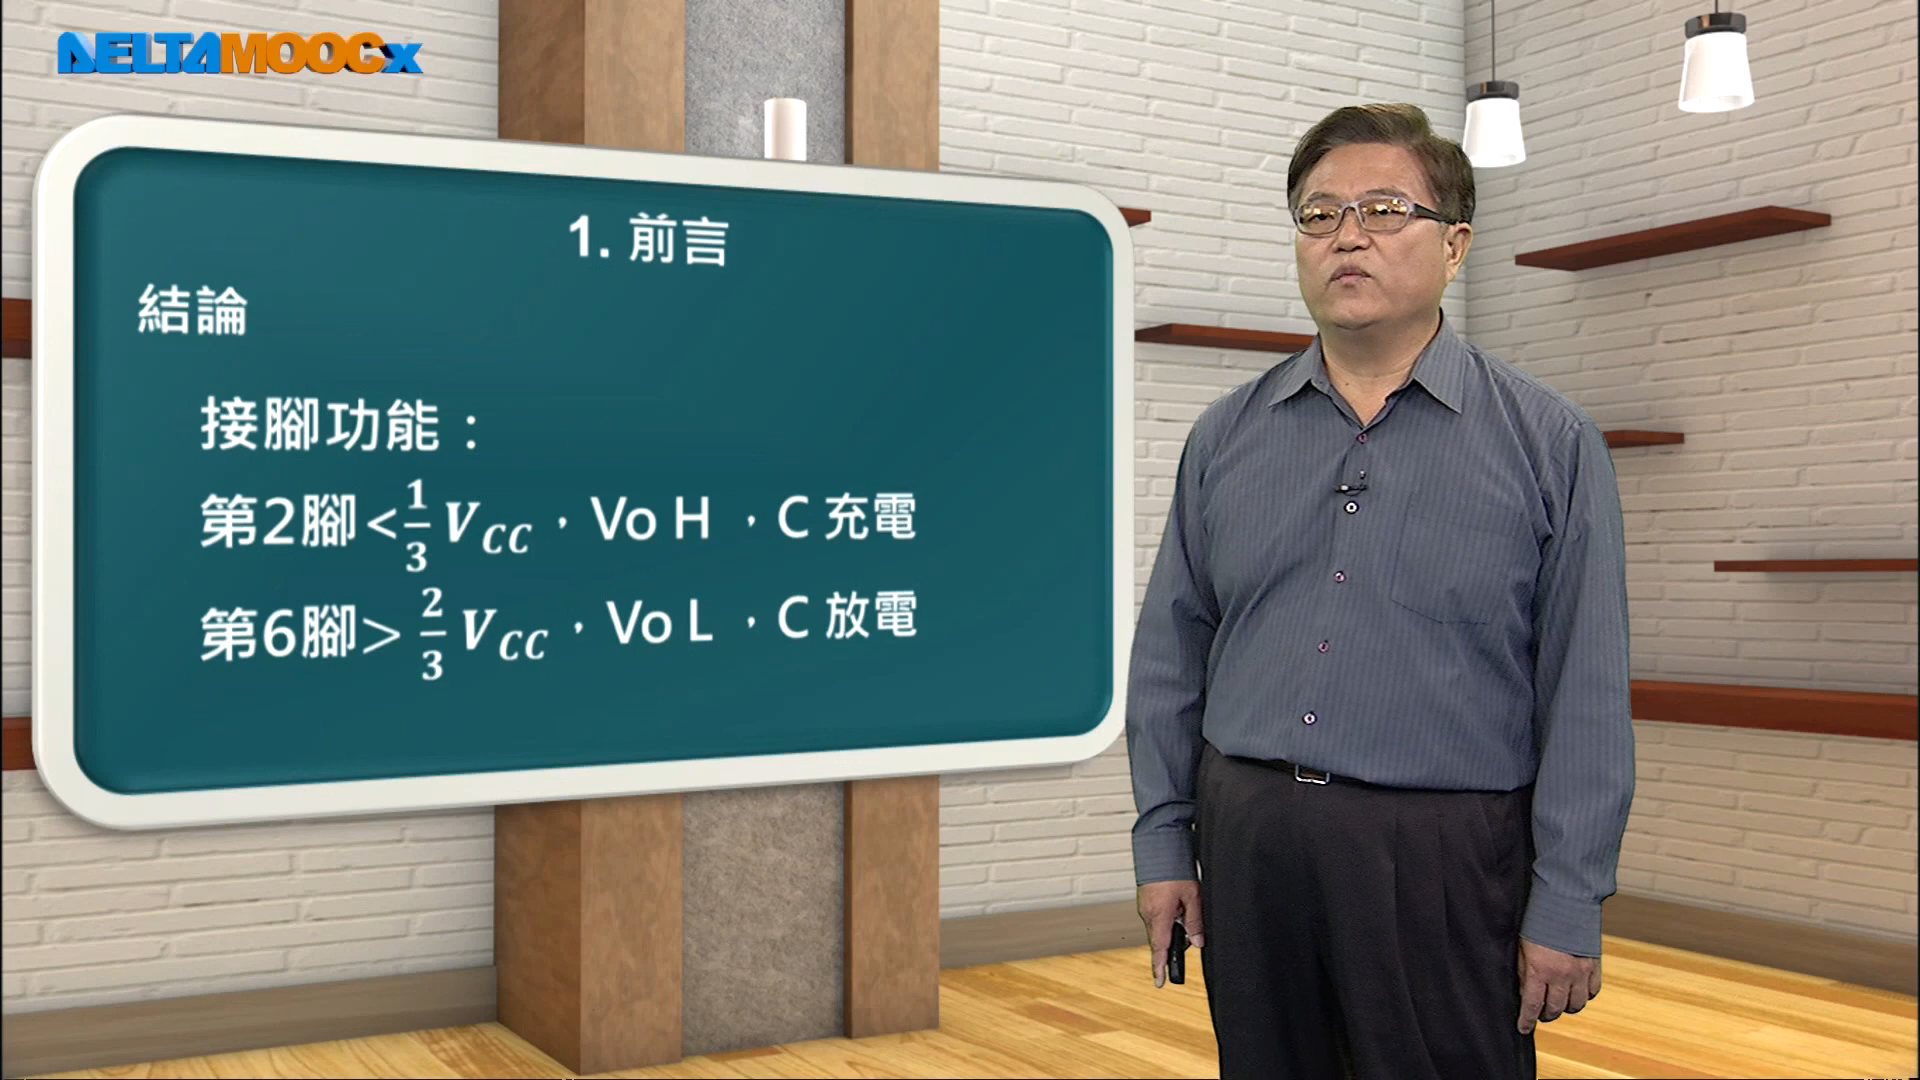 DELTAMOOCx
1. 前言
結論
接腳功能：
第2腳<1/3 VCC，Vo H ，C 充電
第6腳> 2/3 VCC，Vo L ，C 放電